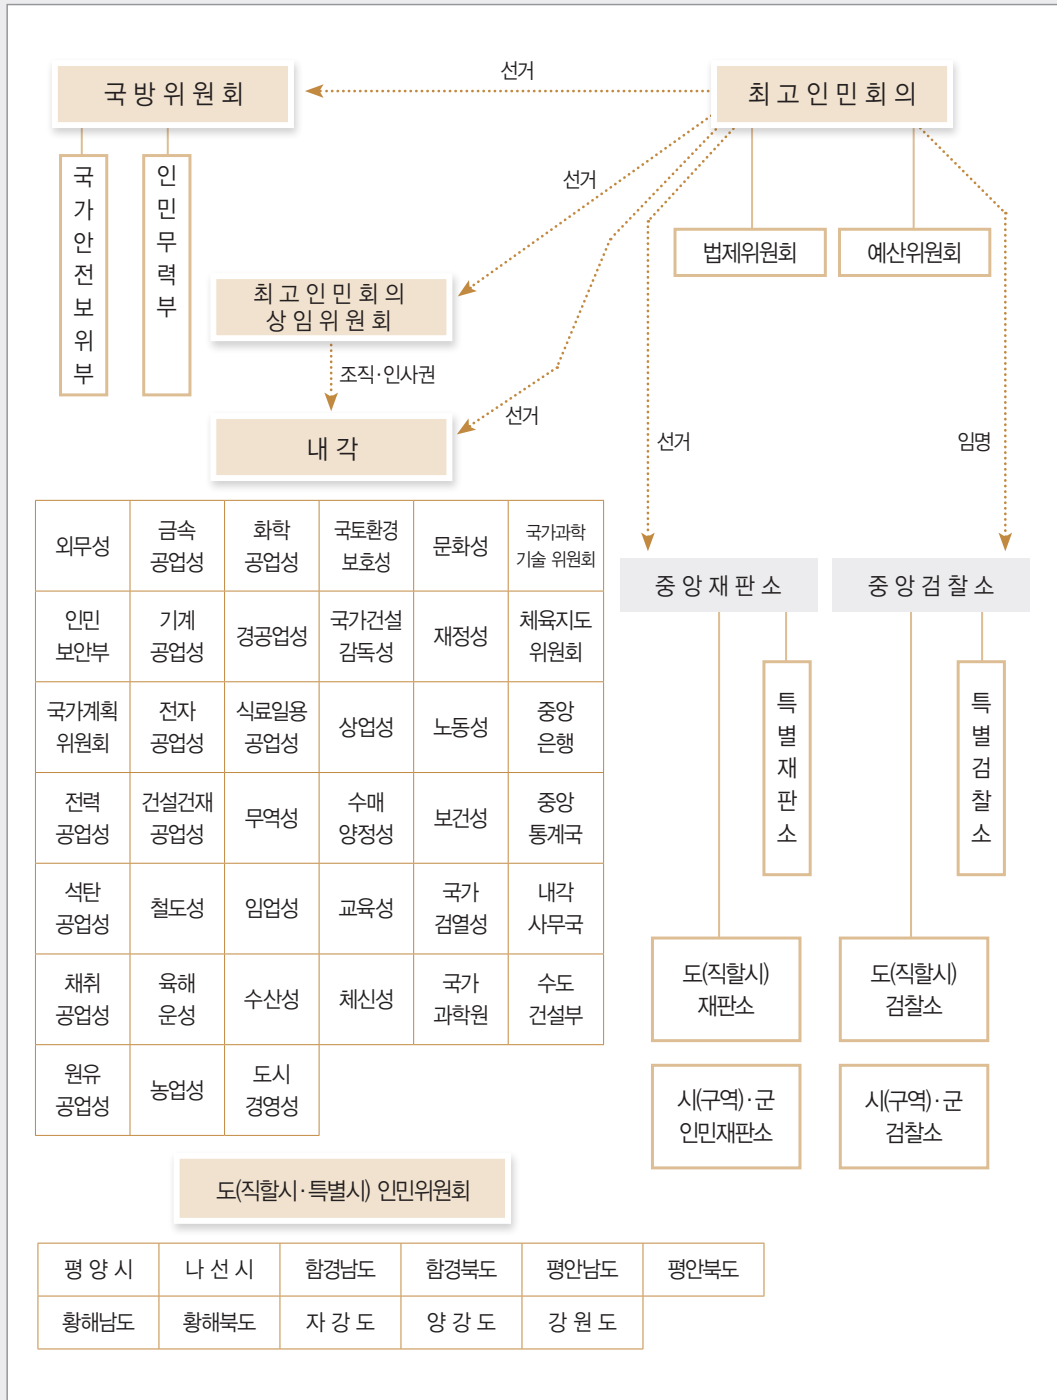 국방위원회
선거
최고인민회의
국가안전보위부
인민무력부
선거
법제위원회
예산위원회
최고인민회의
상임위원회
조직·인사권
선거
내각
선거
임명
외무성
금속
공업성
화학
공업성
국토환경
보호성
문화성
국가과학
기술 위원회
인민
보안부
기계
공업성
경공업성
국가건설
감독성
재정성
체육지도
위원회
국가계획
위원회
전자
공업성
식료일용
공업성
상업성
노동성
중앙
은행
전력
공업성
건설건재
공업성
무역성
수매
양정성
보건성
중앙
통계국
석탄
공업성
철도성
임업성
교육성
국가
검열성
내각
사무국
채취
공업성
육해
운성
수산성
체신성
국가
과학원
수도
건설부
원유
공업성
농업성
도시
경영성
중앙재판소
중앙검찰소
특별재판소
특별검찰소
도(직할시)
재판소
도(직할시)
검찰소
시(구역)·군
인민재판소
시(구역)·군
검찰소
도(직할시·특별시) 인민위원회
평양시
나선시
함경남도
함경북도
평안남도
평안북도
황해남도
황해북도
자강도
양강도
강원도